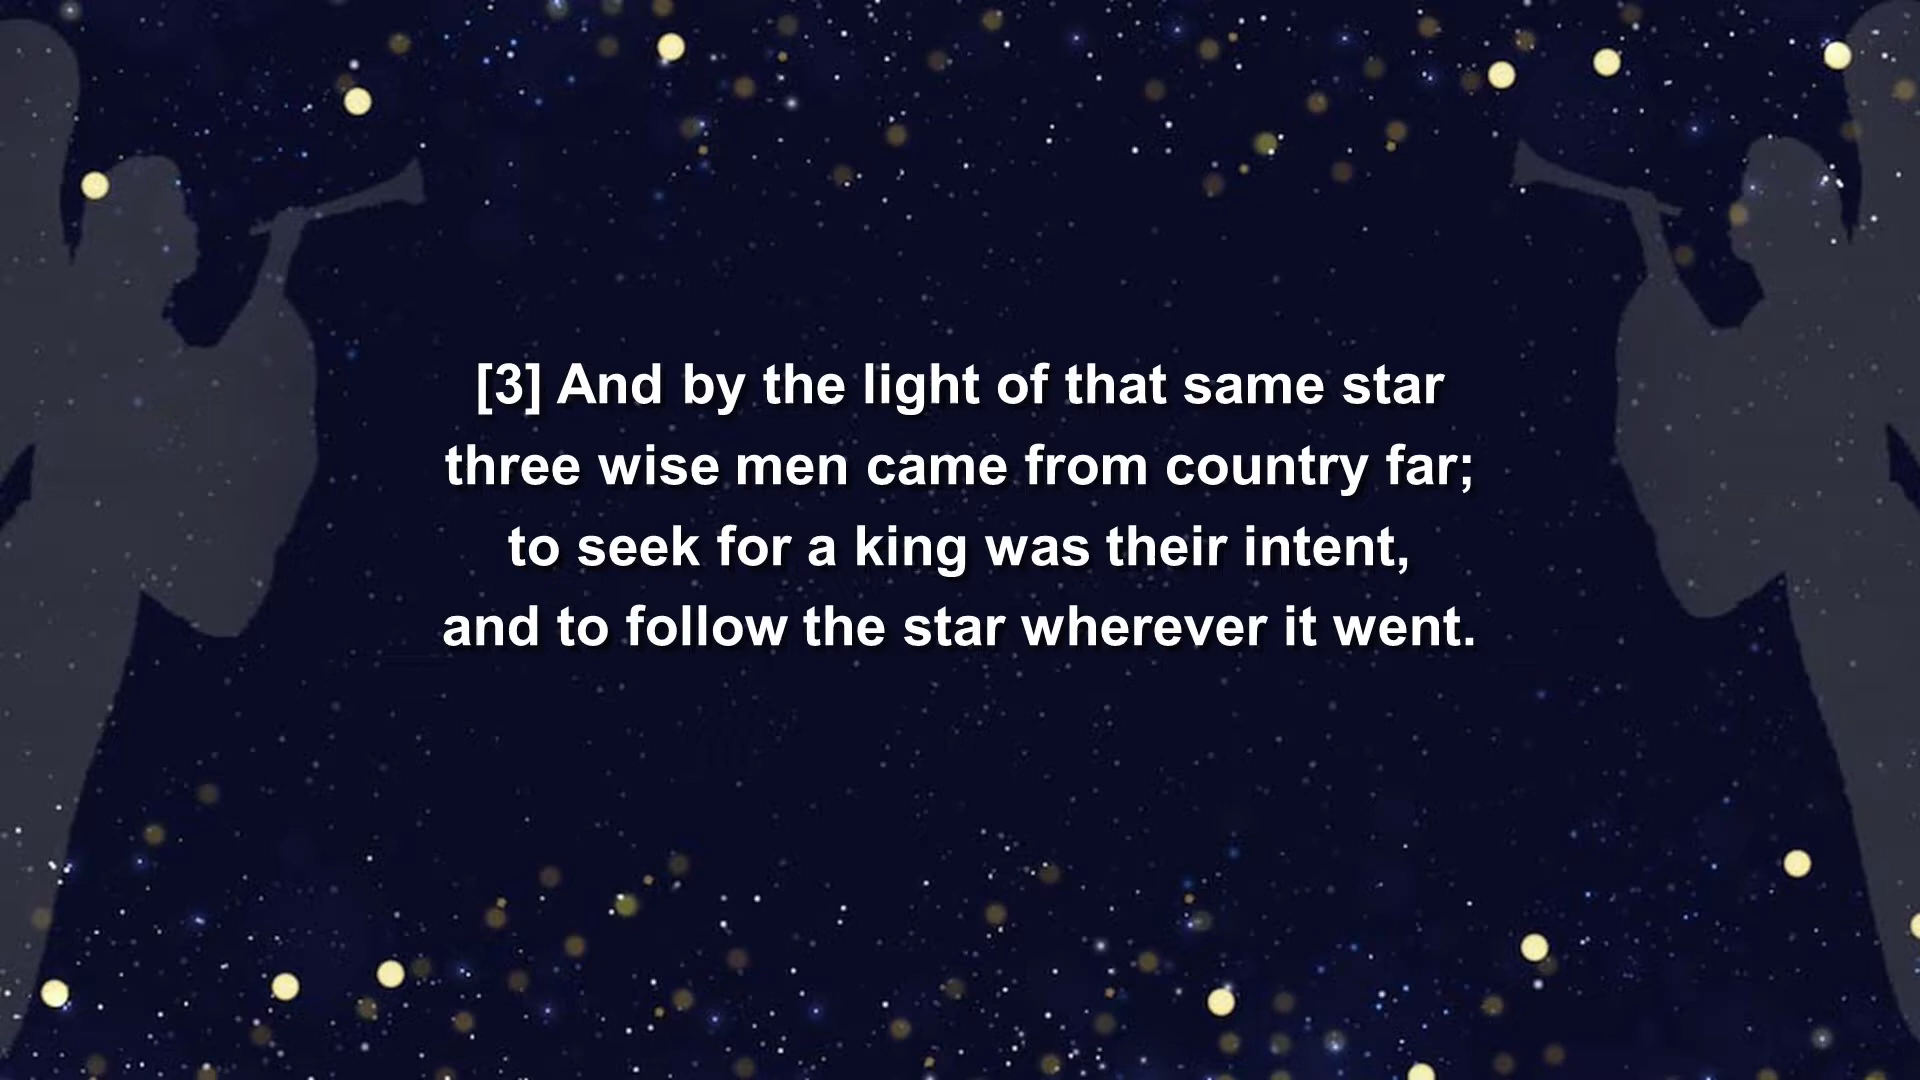 [3] And by the light of that same star
three wise men came from country far;
to seek for a king was their intent,
and to follow the star wherever it went.